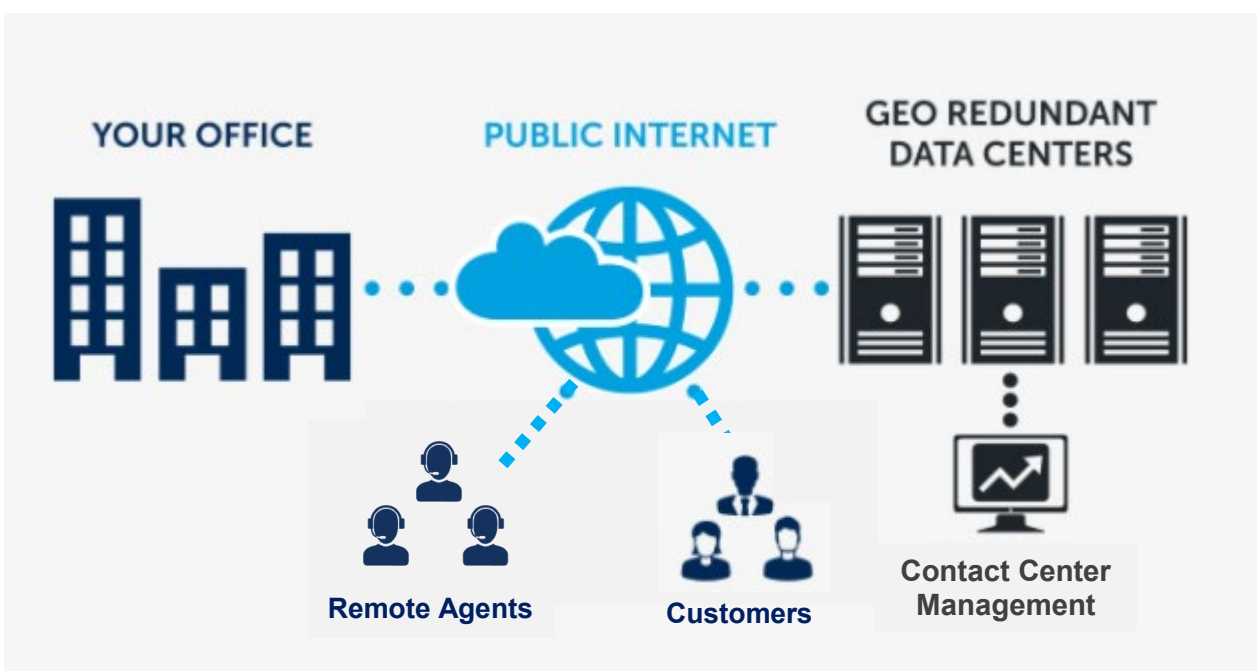 YOUR OFFICE
PUBLIC INTERNET
GEO REDUNDANT
DATA CENTERS
Remote Agents
Customers
Contact Center
Management